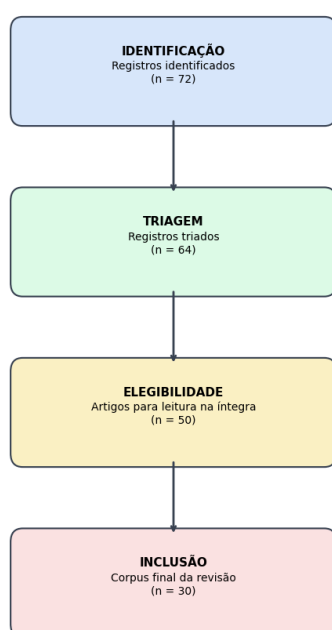 IDENTIFICAÇÃO
Registros identificados
(n = 72)
TRIAGEM
Registros triados
(n = 64)
ELEGIBILIDADE
Artigos para leitura na íntegra
(n = 50)
INCLUSÃO
Corpus final da revisão
(n = 30)